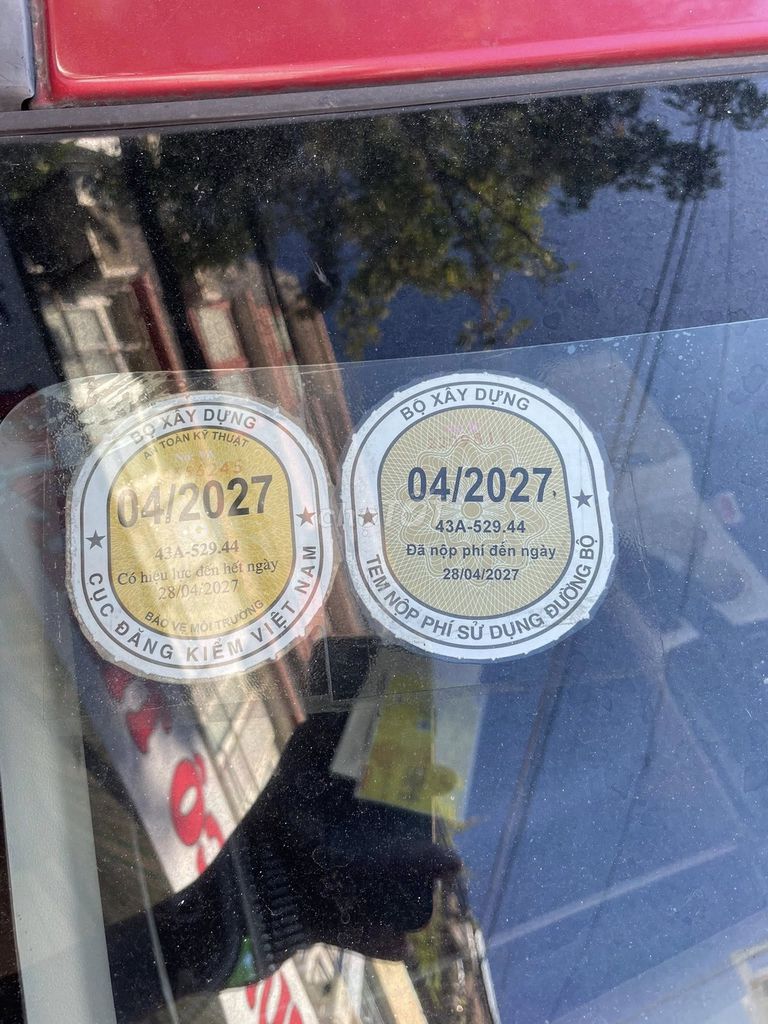 BỘ XÂY DỰNG
AN TOÀN KỸ THUẬT
04/2027
43A-529.44
Có hiệu lực đến hết ngày
28/04/2027
BẢO VỆ MÔI TRƯỜNG
CỤC ĐĂNG KIỂM VIỆT NAM
BỘ XÂY DỰNG
04/2027
43A-529.44
Đã nộp phí đến ngày
28/04/2027
TEM NỘP PHÍ SỬ DỤNG ĐƯỜNG BỘ